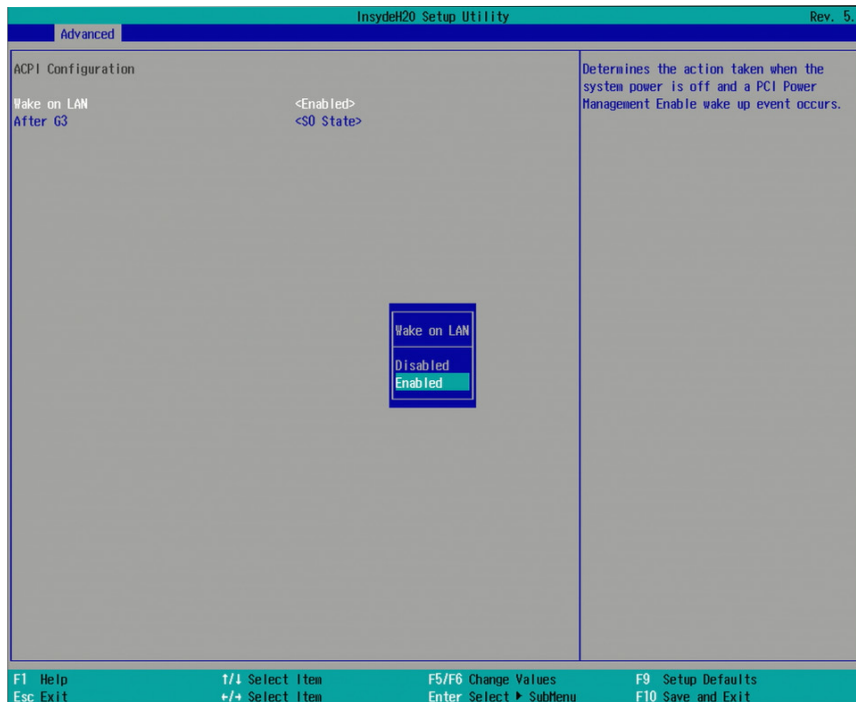 InsydeH2O Setup Utility Rev. 5.
Advanced
ACPI Configuration
Wake on LAN <Enabled>
After G3 <S0 State>
Determines the action taken when the
system power is off and a PCI Power
Management Enable wake up event occurs.
Wake on LAN
Disabled
Enabled
F1 Help ↑/↓ Select Item F5/F6 Change Values F9 Setup Defaults
Esc Exit ←/→ Select Item Enter Select ▶ SubMenu F10 Save and Exit